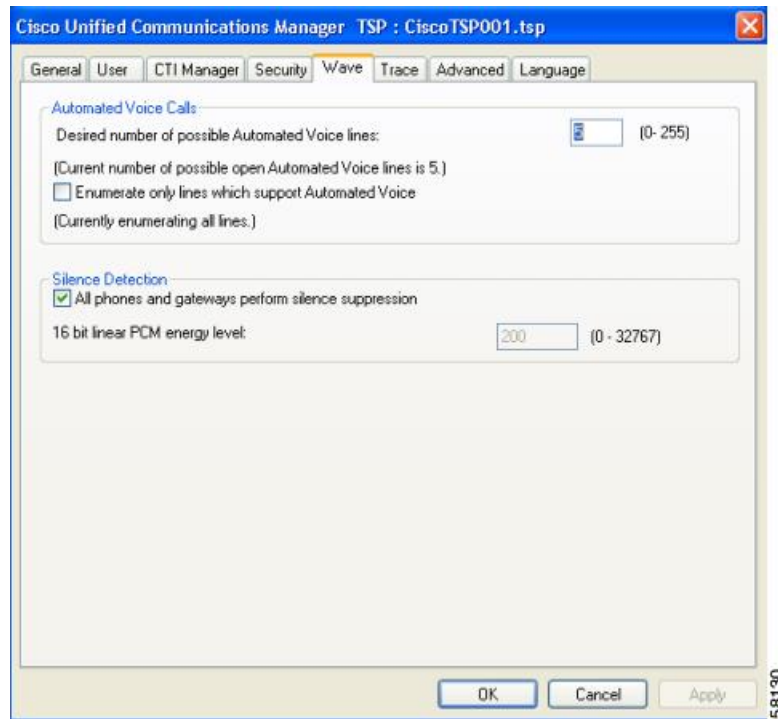 Cisco Unified Communications Manager TSP : CiscoTSP001.tsp
General User CTI Manager Security Wave Trace Advanced Language
Automated Voice Calls
Desired number of possible Automated Voice lines: 5 (0- 255)
(Current number of possible open Automated Voice lines is 5.)
Enumerate only lines which support Automated Voice
(Currently enumerating all lines.)
Silence Detection
All phones and gateways perform silence suppression
16 bit linear PCM energy level: 200 (0 - 32767)
OK Cancel Apply
58130